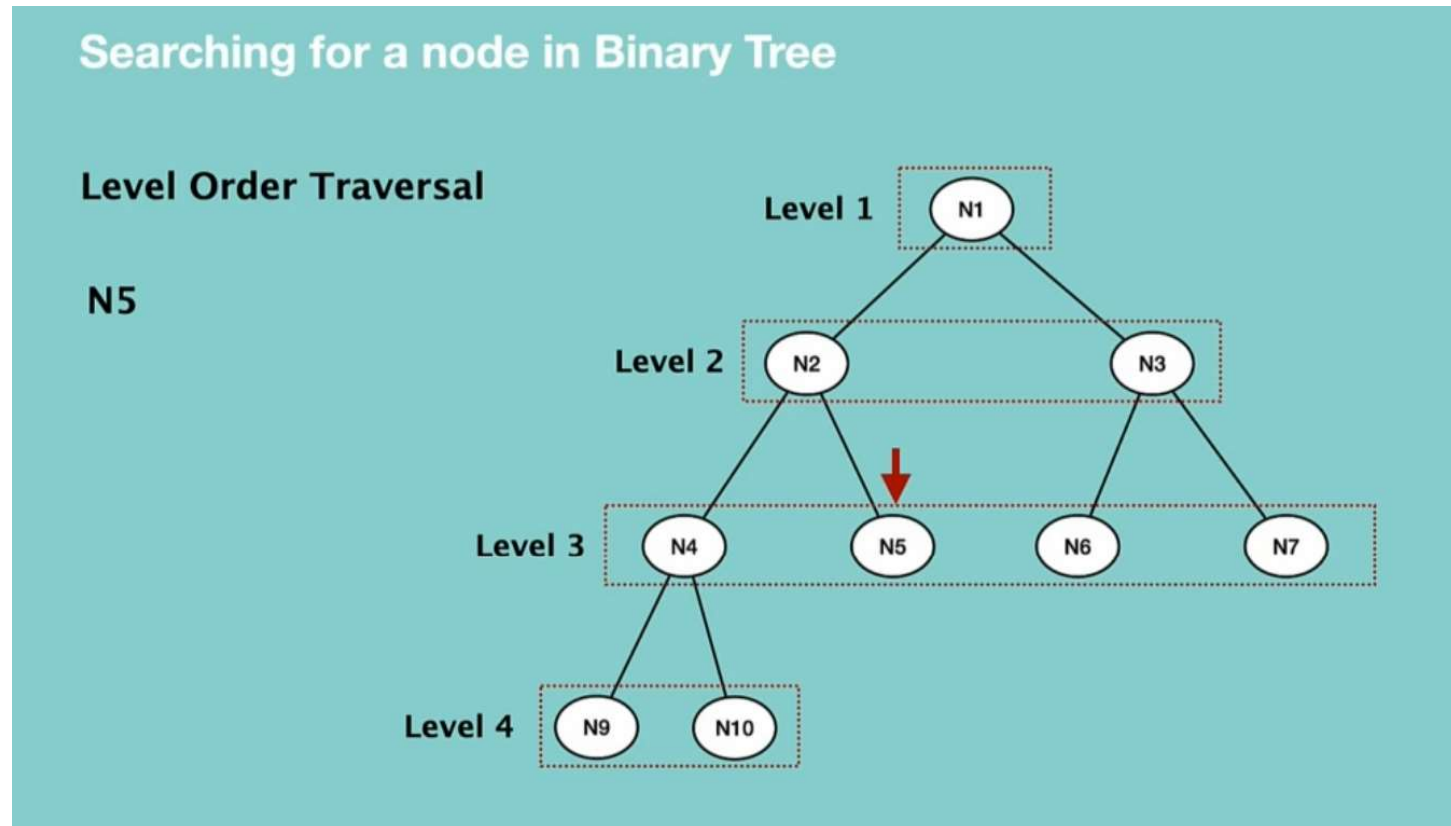 Searching for a node in Binary Tree
Level Order Traversal
N5
Level 1
N1
Level 2
N2
N3
Level 3
N4
N5
N6
N7
Level 4
N9
N10